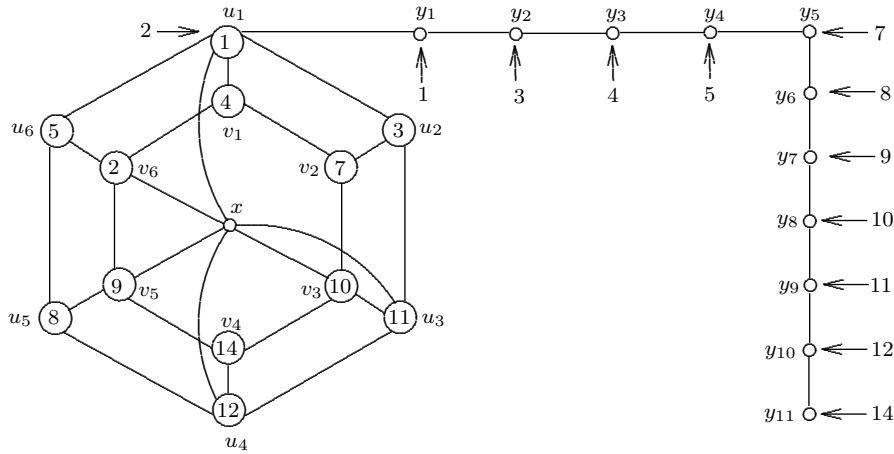 u₁ y₁ y₂ y₃ y₄ y₅
2 1 7
1 3 4 5
4 y₆ 8
u₆ 5 v₁ 3 u₂
2 v₆ v₂ 7 y₇ 9
x y₈ 10
9 v₅ v₃ 10 y₉ 11
u₅ 8 v₄ 11 u₃
14 y₁₀ 12
12 y₁₁ 14
u₄